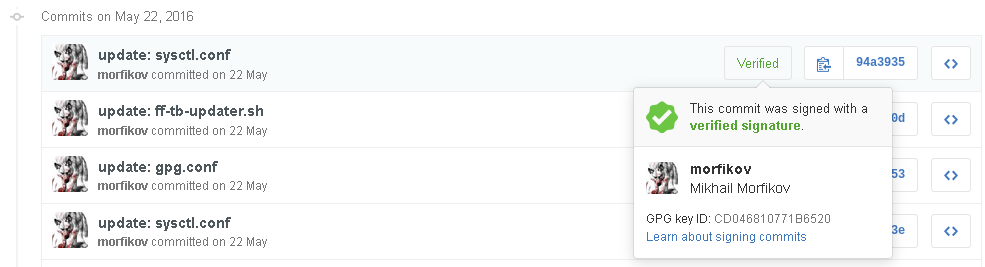 Commits on May 22, 2016
update: sysctl.conf
morfikov committed on 22 May
Verified
94a3935
update: ff-tb-updater.sh
morfikov committed on 22 May
0d
This commit was signed with a
verified signature.
update: gpg.conf
morfikov committed on 22 May
53
morfikov
Mikhail Morfikov
update: sysctl.conf
morfikov committed on 22 May
3e
GPG key ID: CD046810771B6520
Learn about signing commits